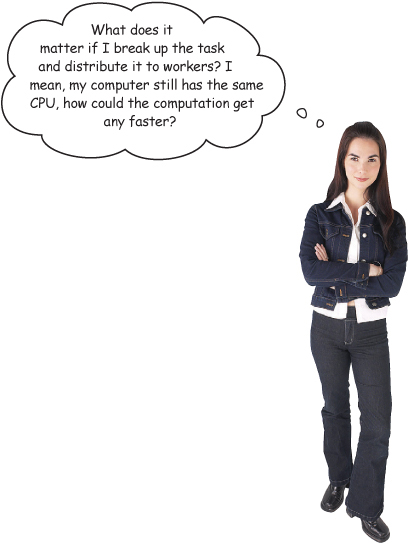 What does it
matter if I break up the task
and distribute it to workers? I
mean, my computer still has the same
CPU, how could the computation get
any faster?